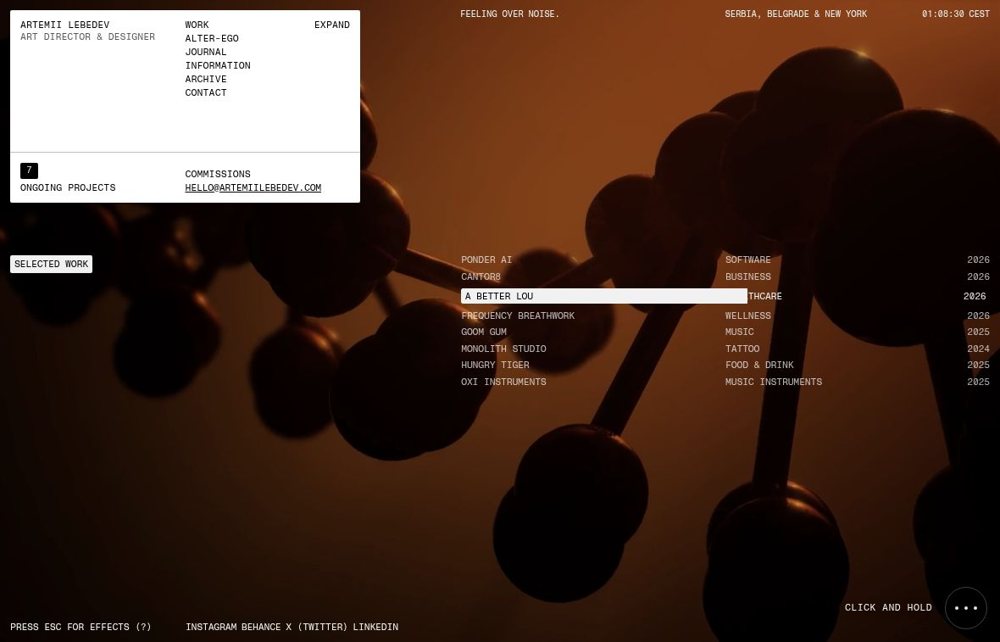 ARTEMII LEBEDEV
ART DIRECTOR & DESIGNER
WORK
ALTER-EGO
JOURNAL
INFORMATION
ARCHIVE
CONTACT
EXPAND
7
ONGOING PROJECTS
COMMISSIONS
HELLO@ARTEMIILEBEDEV.COM
FEELING OVER NOISE.
SERBIA, BELGRADE & NEW YORK
01:08:30 CEST
SELECTED WORK
PONDER AI SOFTWARE 2026
CANTOR8 BUSINESS 2026
A BETTER LOU THCARE 2026
FREQUENCY BREATHWORK WELLNESS 2026
GOOM GUM MUSIC 2025
MONOLITH STUDIO TATTOO 2024
HUNGRY TIGER FOOD & DRINK 2025
OXI INSTRUMENTS MUSIC INSTRUMENTS 2025
CLICK AND HOLD
PRESS ESC FOR EFFECTS (?)
INSTAGRAM BEHANCE X (TWITTER) LINKEDIN